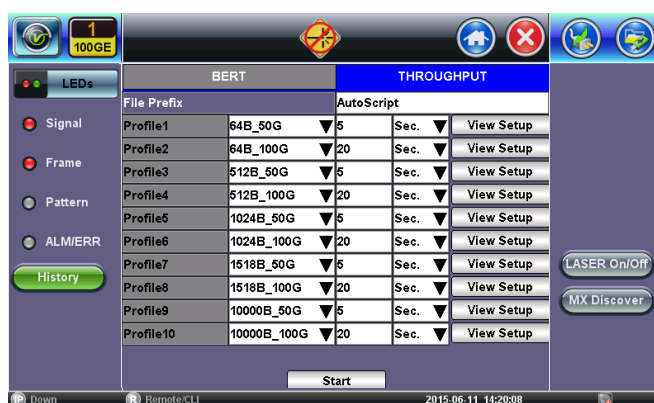 1
100GE
LEDs
BERT
THROUGHPUT
File Prefix
AutoScript
Signal
Frame
Pattern
ALM/ERR
History
Profile1 64B_50G 5 Sec. View Setup
Profile2 64B_100G 20 Sec. View Setup
Profile3 512B_50G 5 Sec. View Setup
Profile4 512B_100G 20 Sec. View Setup
Profile5 1024B_50G 5 Sec. View Setup
Profile6 1024B_100G 20 Sec. View Setup
Profile7 1518B_50G 5 Sec. View Setup
Profile8 1518B_100G 20 Sec. View Setup
Profile9 10000B_50G 5 Sec. View Setup
Profile10 10000B_100G 20 Sec. View Setup
LASER On/Off
MX Discover
Start
IP Down
R Remote/CLI
2015-06-11 14:20:08